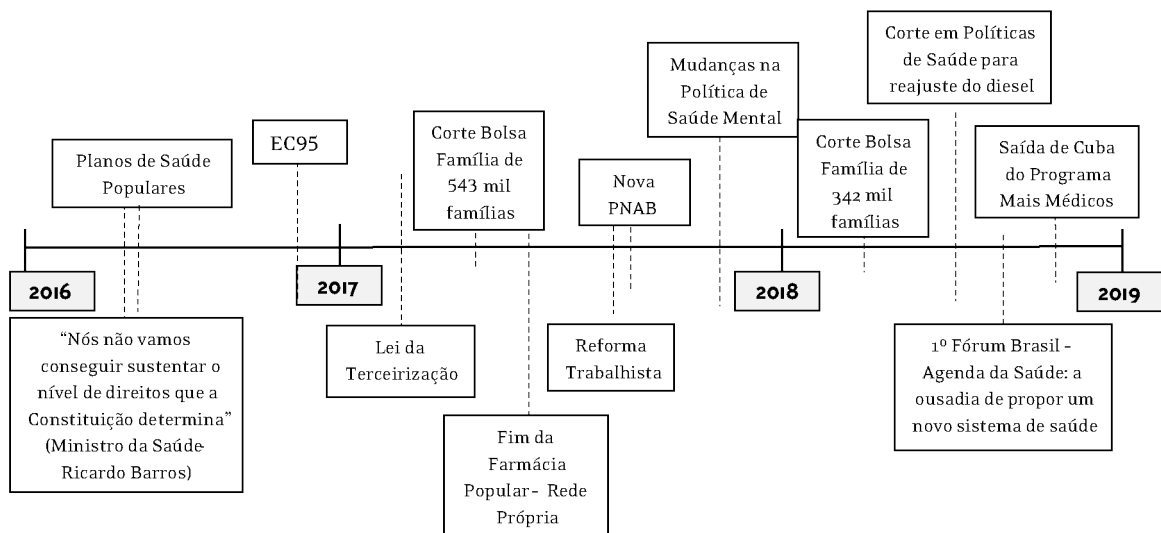 Corte em Políticas
de Saúde para
reajuste do diesel
Mudanças na
Política de
Saúde Mental
EC95
Corte Bolsa
Família de
543 mil
famílias
Planos de Saúde
Populares
Nova
PNAB
Corte Bolsa
Família de
342 mil
famílias
Saída de Cuba
do Programa
Mais Médicos
2016
2017
2018
2019
“Nós não vamos
conseguir sustentar o
nível de direitos que a
Constituição determina”
(Ministro da Saúde-
Ricardo Barros)
Lei da
Terceirização
Reforma
Trabalhista
1º Fórum Brasil -
Agenda da Saúde: a
ousadia de propor um
novo sistema de saúde
Fim da
Farmácia
Popular- Rede
Própria